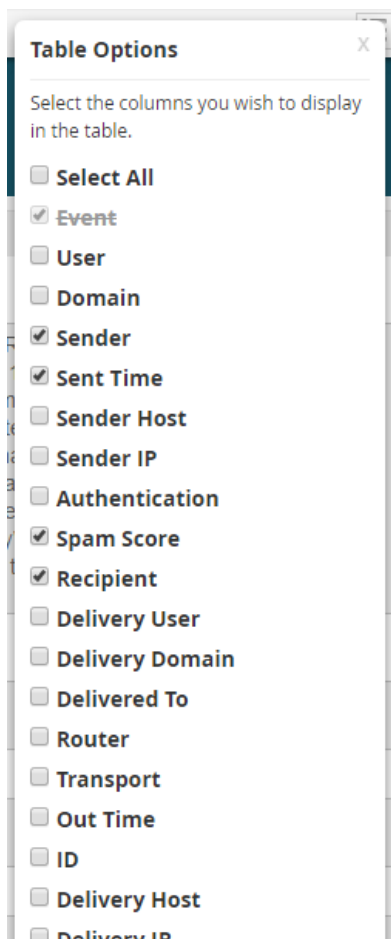 Table Options
X
Select the columns you wish to display
in the table.
Select All
Event
User
Domain
Sender
Sent Time
Sender Host
Sender IP
Authentication
Spam Score
Recipient
Delivery User
Delivery Domain
Delivered To
Router
Transport
Out Time
ID
Delivery Host
Delivery IP